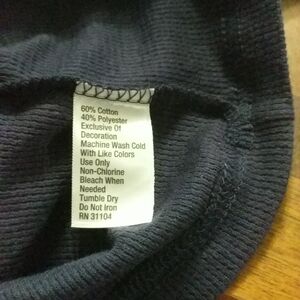 60% Cotton
40% Polyester
Exclusive Of
Decoration
Machine Wash Cold
With Like Colors
Use Only
Non-Chlorine
Bleach When
Needed
Tumble Dry
Do Not Iron
RN 31104